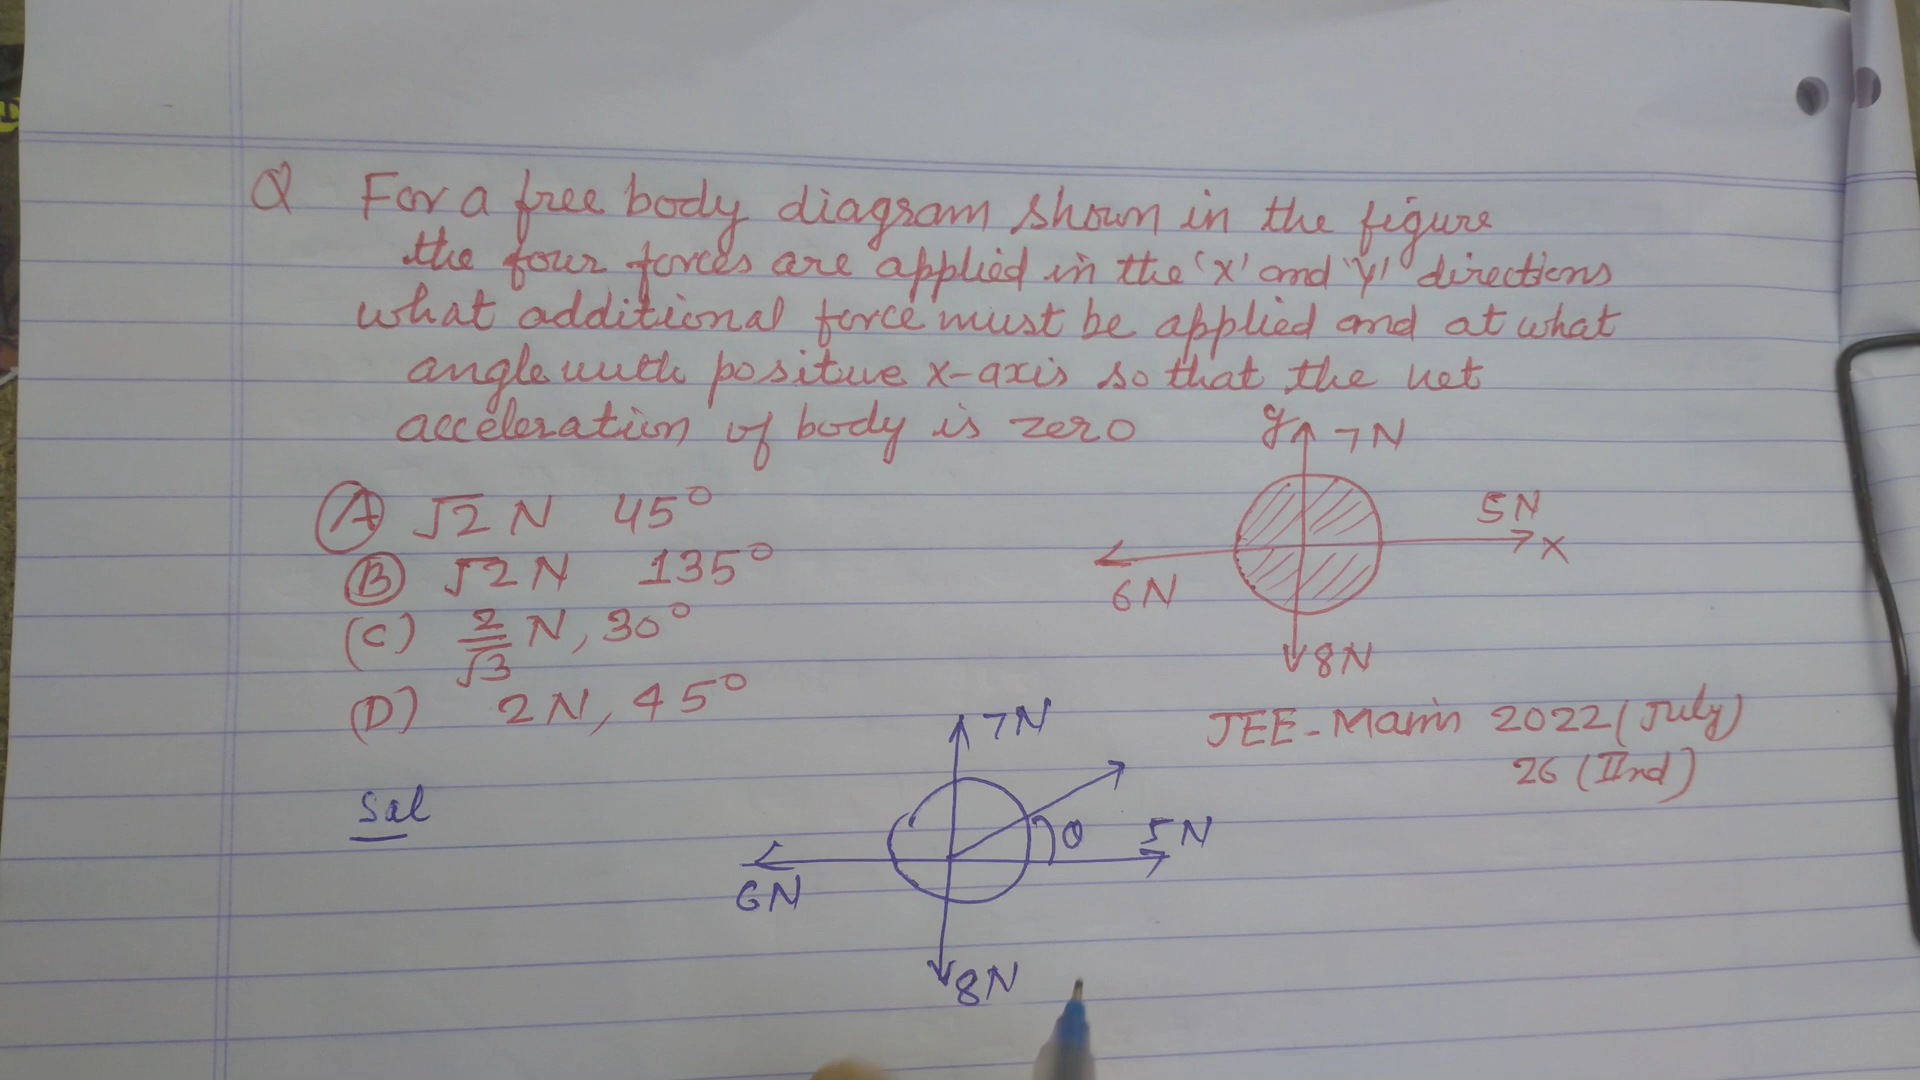 Q For a free body diagram shown in the figure
the four forces are applied in the 'x' and 'y' directions
what additional force must be applied and at what
angle with positive x-axis so that the net
acceleration of body is zero
y 7N
(A) √2 N 45°
5N
x
(B) √2 N 135°
6N
(C) 2/√3 N, 30°
8N
(D) 2N, 45°
JEE-Main 2022 (July)
26 (IInd)
7N
Sol
θ 5N
6N
8N